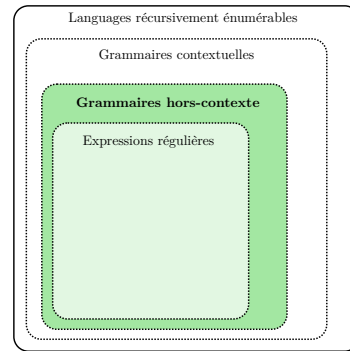 Languages récursivement énumérables
Grammaires contextuelles
Grammaires hors-contexte
Expressions régulières